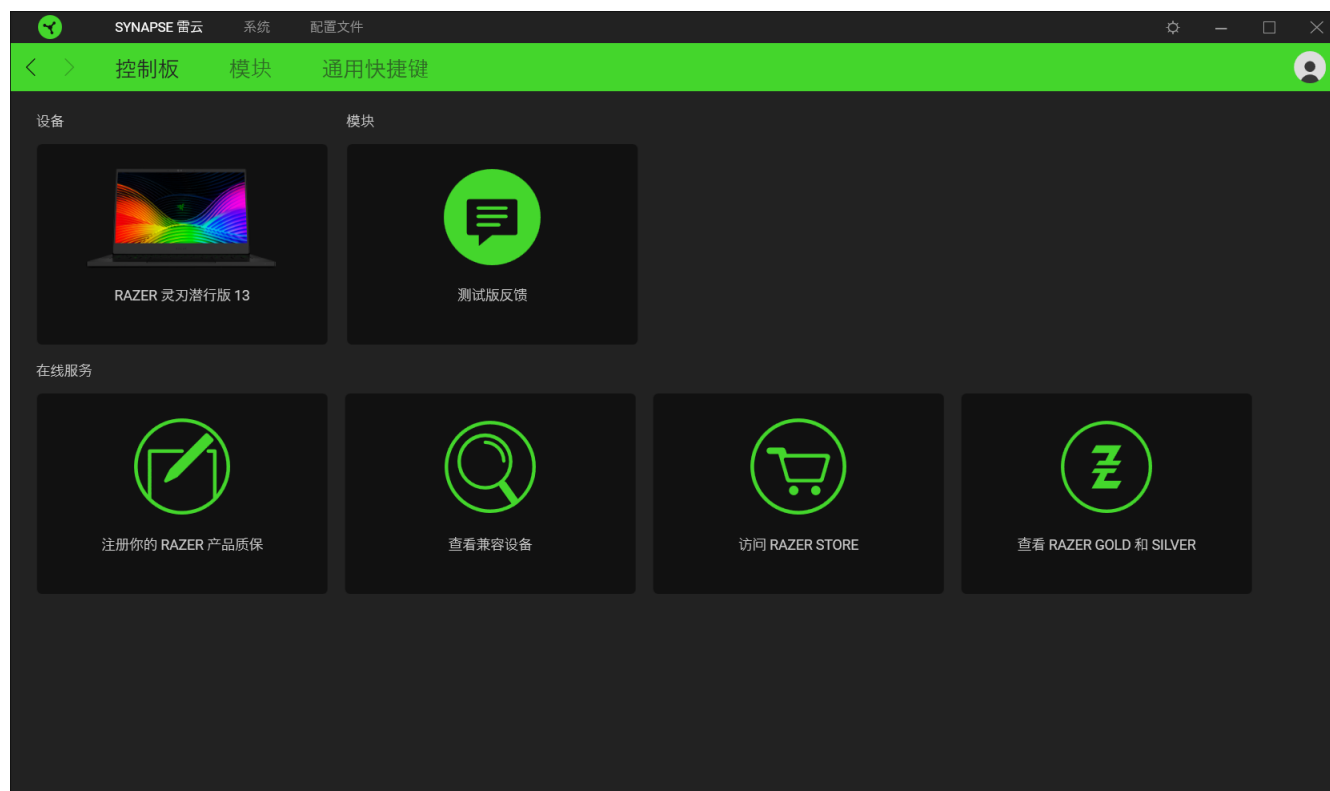 SYNAPSE 雷云 系统 配置文件
控制板 模块 通用快捷键
设备 模块
RAZER 灵刃潜行版 13 测试版反馈
在线服务
注册你的 RAZER 产品质保 查看兼容设备 访问 RAZER STORE 查看 RAZER GOLD 和 SILVER